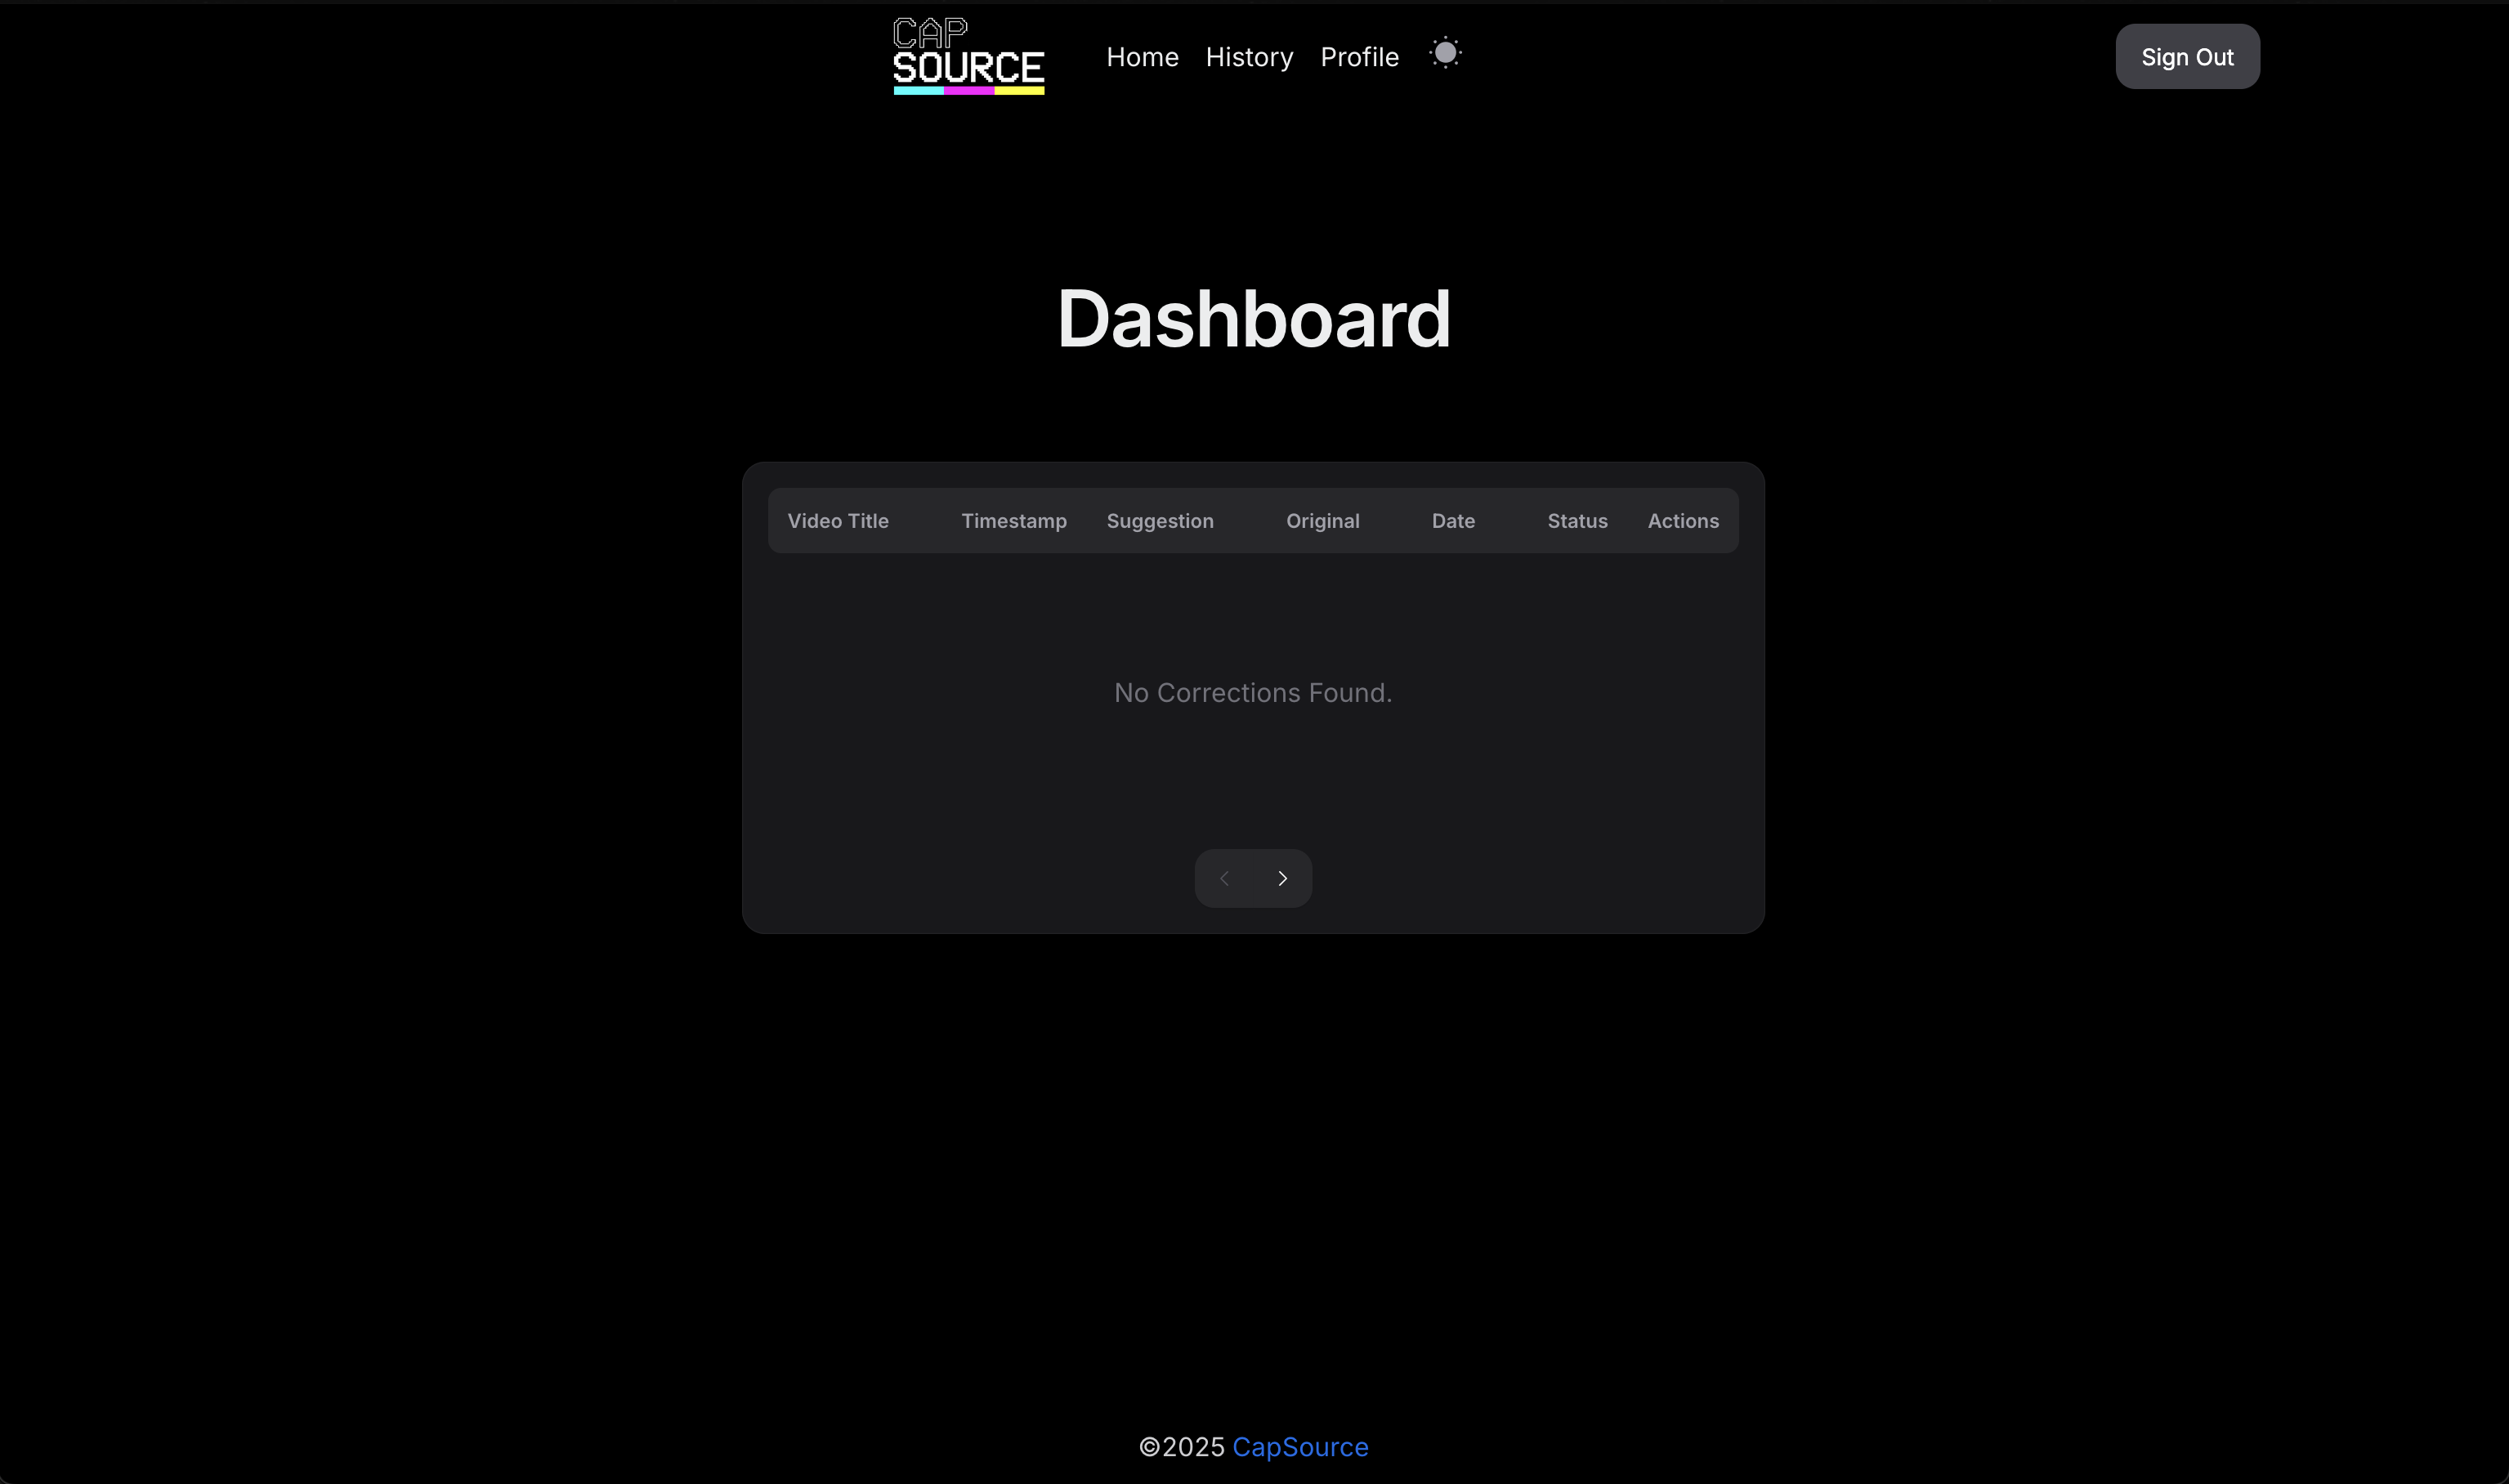 CAP
SOURCE
Home History Profile
Sign Out
Dashboard
Video Title Timestamp Suggestion Original Date Status Actions
No Corrections Found.
©2025 CapSource